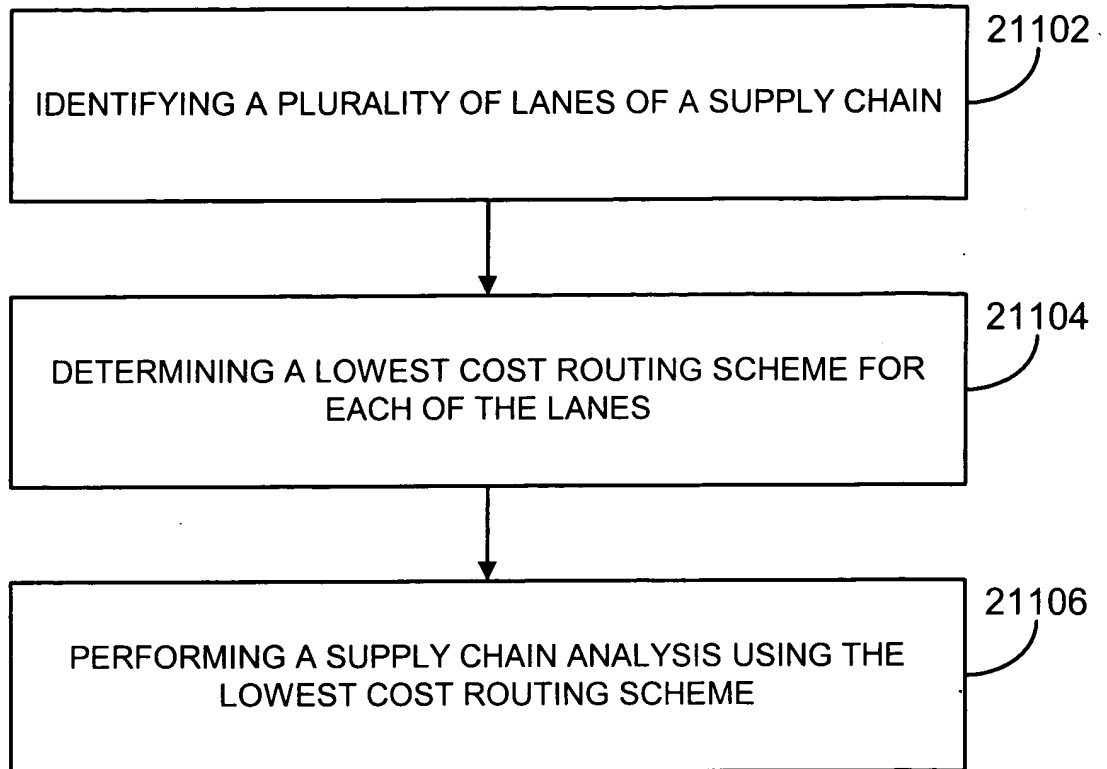 21102
IDENTIFYING A PLURALITY OF LANES OF A SUPPLY CHAIN
21104
DETERMINING A LOWEST COST ROUTING SCHEME FOR
EACH OF THE LANES
21106
PERFORMING A SUPPLY CHAIN ANALYSIS USING THE
LOWEST COST ROUTING SCHEME